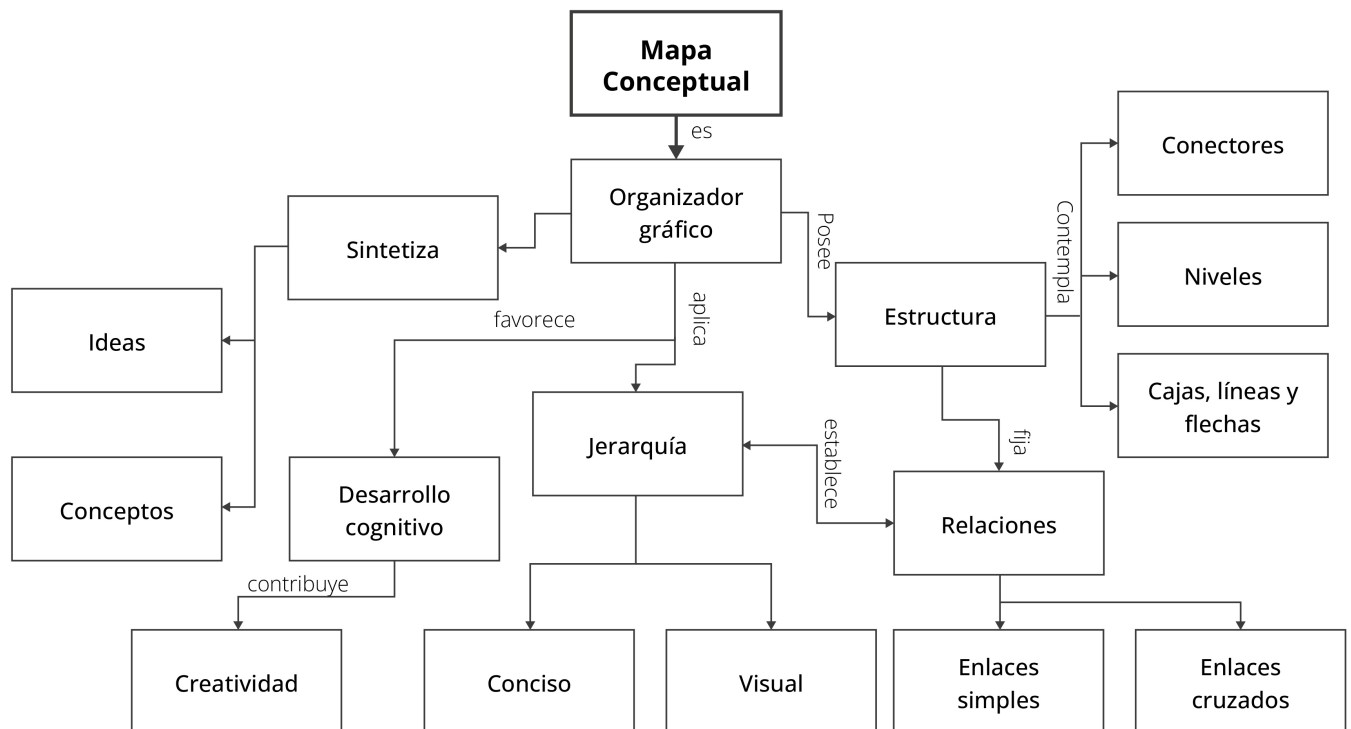 Mapa
Conceptual
es
Organizador
gráfico
Posee
Contempla
Conectores
Niveles
Cajas, líneas y
flechas
Sintetiza
Ideas
Conceptos
favorece
aplica
Estructura
fija
Jerarquía
establece
Desarrollo
cognitivo
Relaciones
contribuye
Creatividad
Conciso
Visual
Enlaces
simples
Enlaces
cruzados